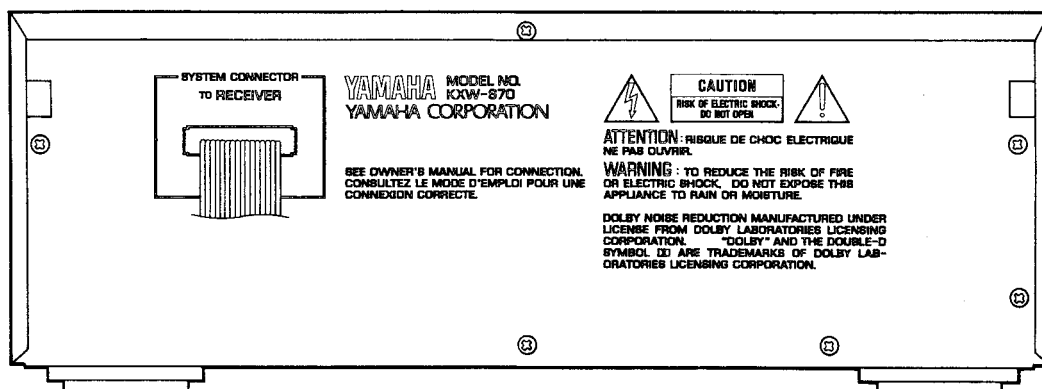 SYSTEM CONNECTOR
TO RECEIVER
YAMAHA MODEL NO.
KXW-870
YAMAHA CORPORATION
SEE OWNER'S MANUAL FOR CONNECTION.
CONSULTEZ LE MODE D'EMPLOI POUR UNE
CONNEXION CORRECTE.
CAUTION
RISK OF ELECTRIC SHOCK.
DO NOT OPEN
ATTENTION : RISQUE DE CHOC ELECTRIQUE
NE PAS OUVRIR.
WARNING : TO REDUCE THE RISK OF FIRE
OR ELECTRIC SHOCK, DO NOT EXPOSE THIS
APPLIANCE TO RAIN OR MOISTURE.
DOLBY NOISE REDUCTION MANUFACTURED UNDER
LICENSE FROM DOLBY LABORATORIES LICENSING
CORPORATION. "DOLBY" AND THE DOUBLE-D
SYMBOL ARE TRADEMARKS OF DOLBY LAB-
ORATORIES LICENSING CORPORATION.